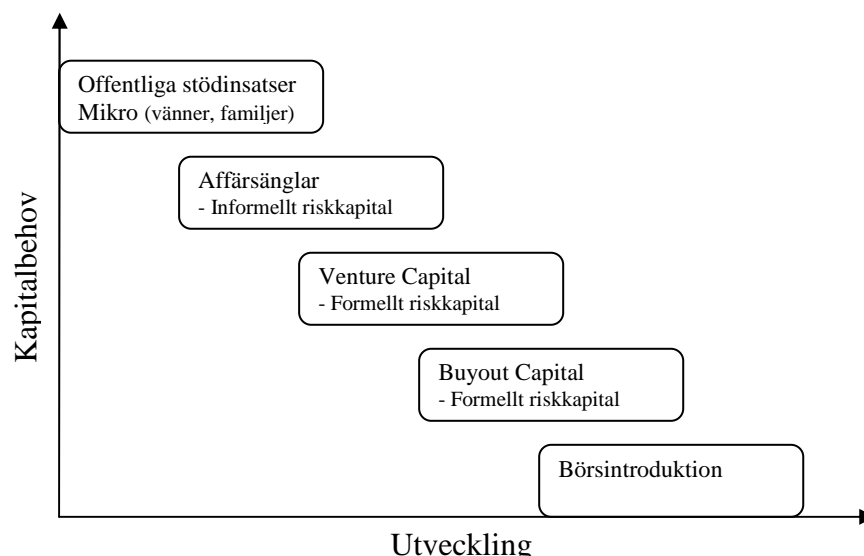 Offentliga stödinsatser
Mikro (vänner, familjer)
Affärsänglar
- Informellt riskkapital
Venture Capital
- Formellt riskkapital
Buyout Capital
- Formellt riskkapital
Börsintroduktion
Kapitalbehov
Utveckling